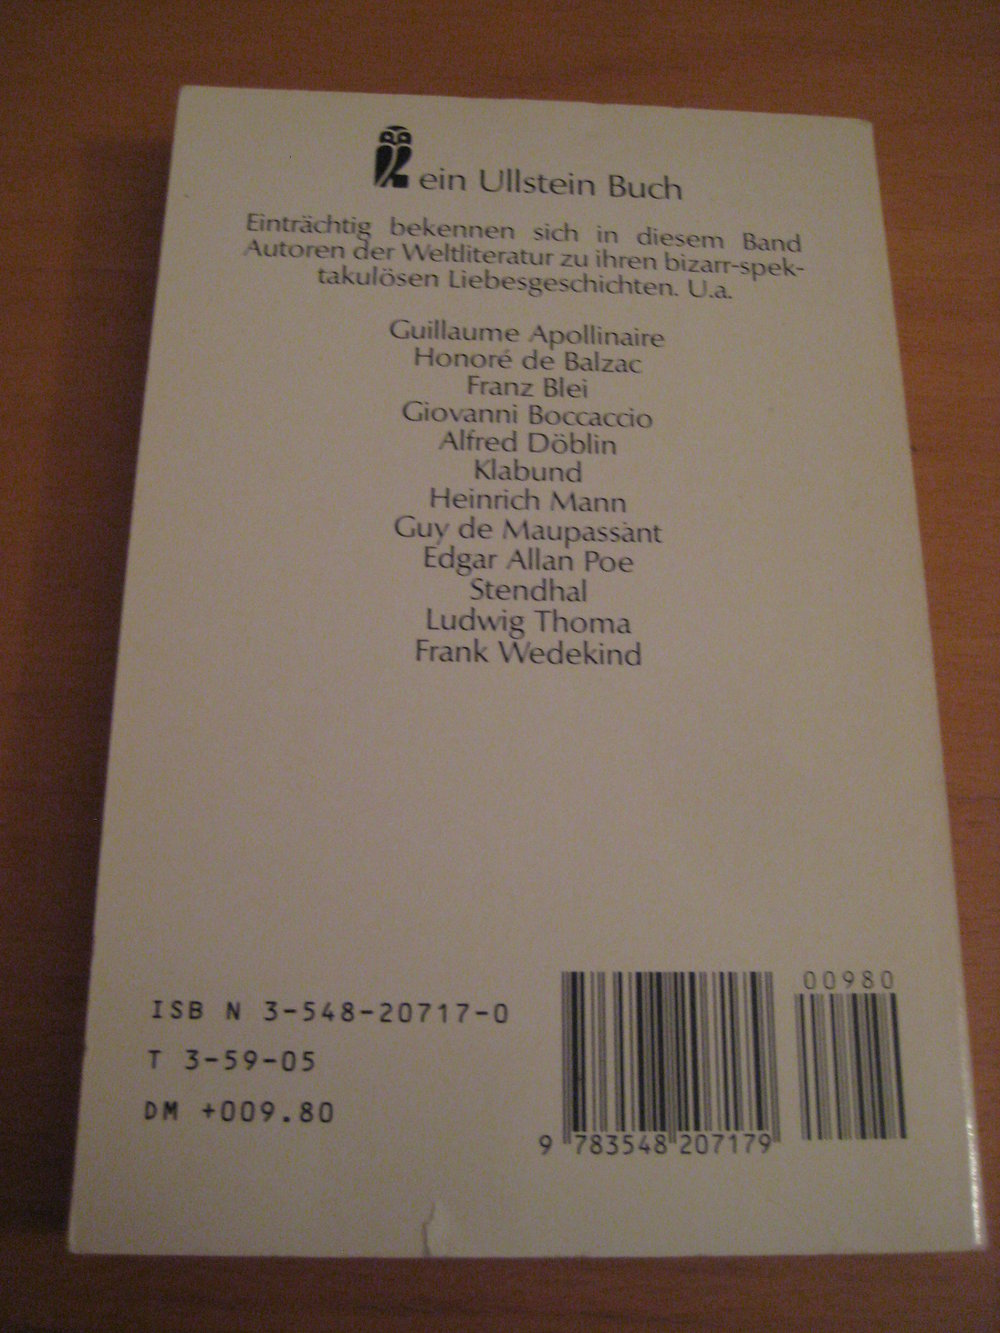 ein Ullstein Buch
Einträchtig bekennen sich in diesem Band
Autoren der Weltliteratur zu ihren bizarr-spek-
takulösen Liebesgeschichten. U.a.
Guillaume Apollinaire
Honoré de Balzac
Franz Blei
Giovanni Boccaccio
Alfred Döblin
Klabund
Heinrich Mann
Guy de Maupassant
Edgar Allan Poe
Stendhal
Ludwig Thoma
Frank Wedekind
ISBN 3-548-20717-0
T 3-59-05
DM +009.80
00980
9 783548 207179